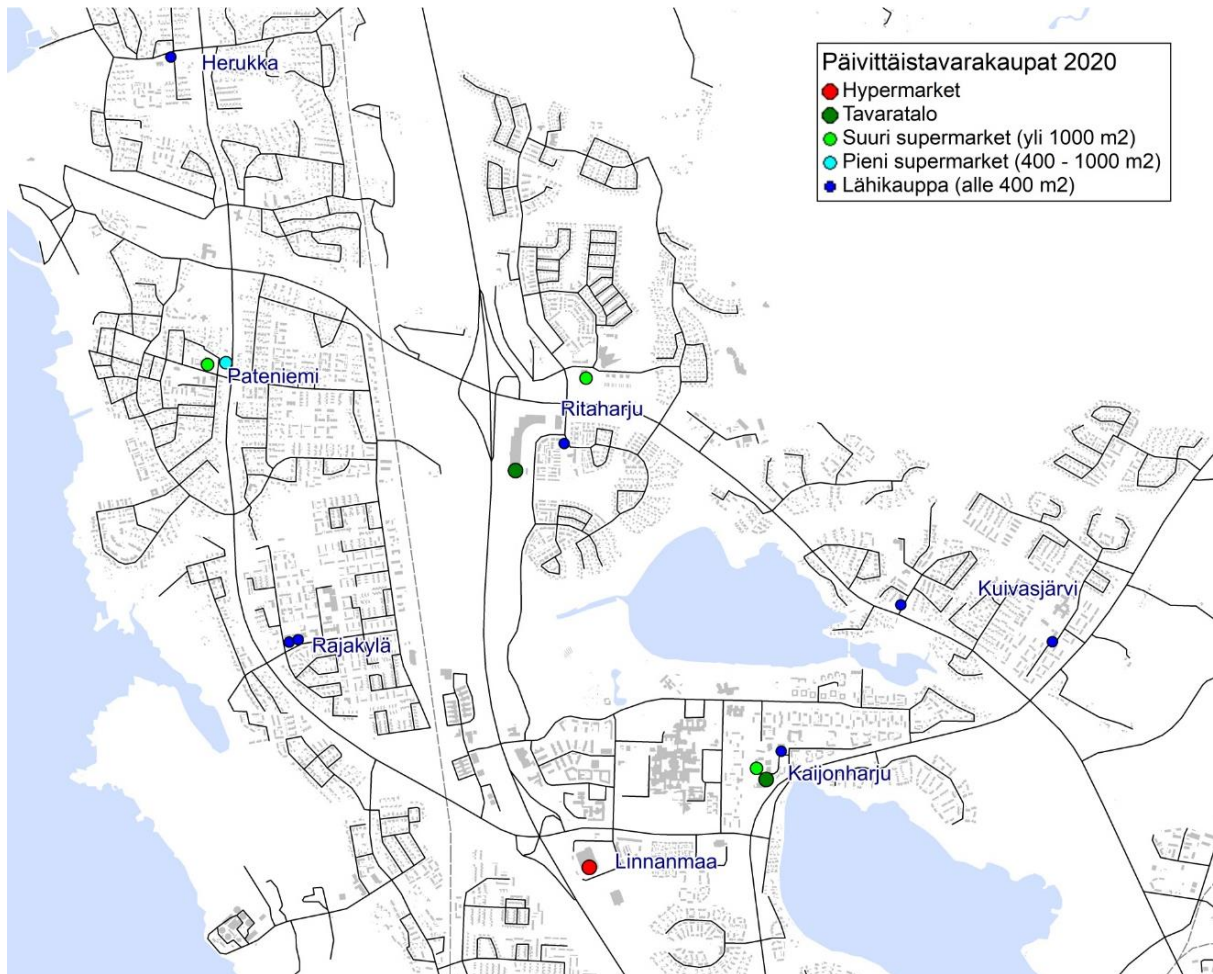 Herukka
Päivittäistavarakaupat 2020
Hypermarket
Tavaratalo
Suuri supermarket (yli 1000 m2)
Pieni supermarket (400 - 1000 m2)
Lähikauppa (alle 400 m2)
Pateniemi
Ritaharju
Kuivasjärvi
Rajakylä
Kaijonharju
Linnanmaa